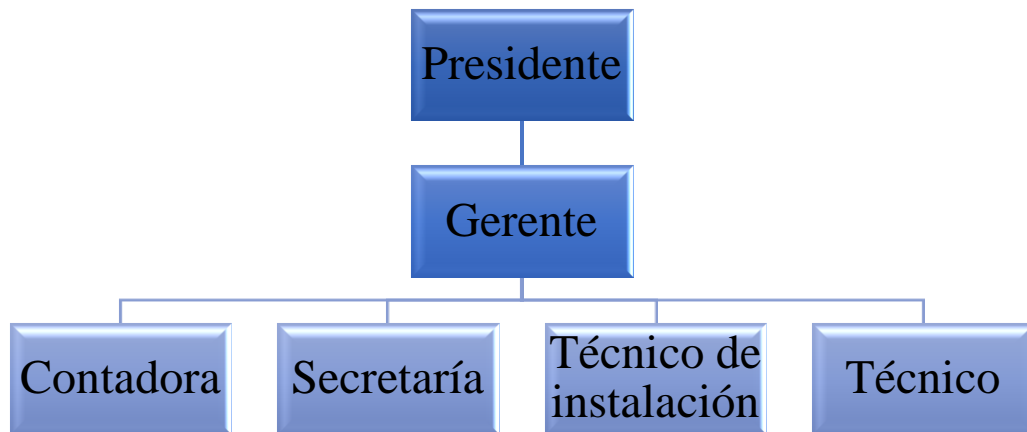 Presidente
Gerente
Contadora
Secretaría
Técnico de
instalación
Técnico